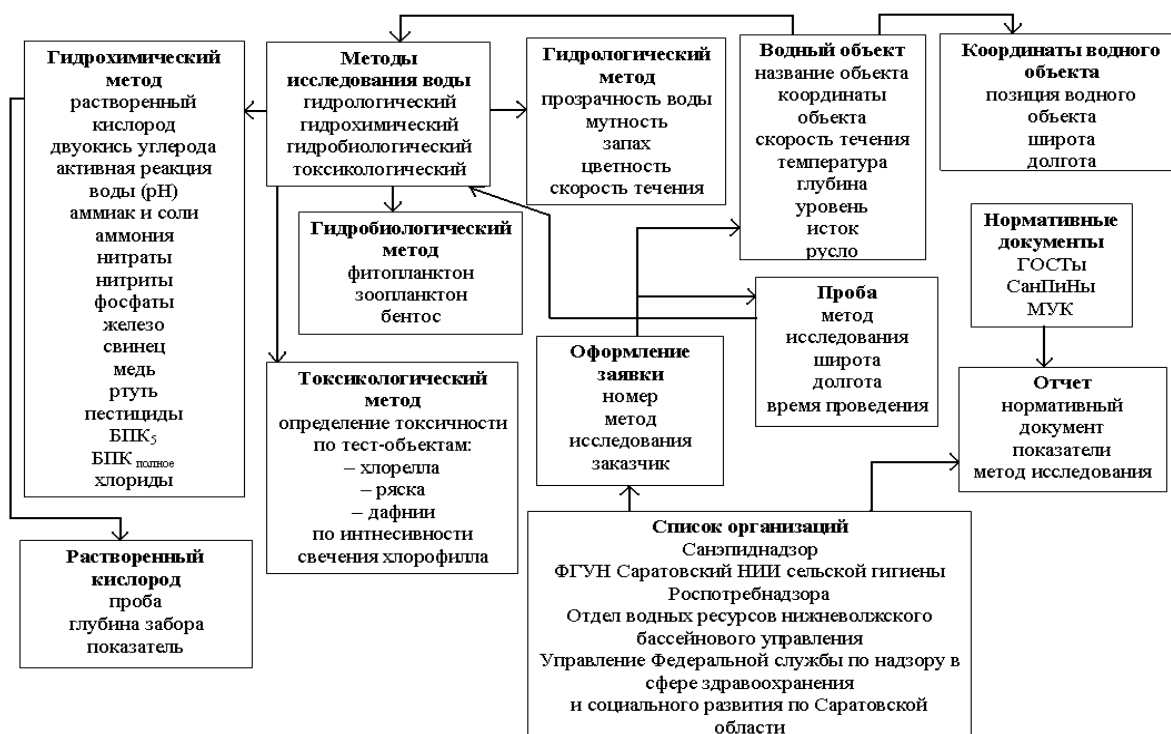 Гидрохимический
метод
растворенный
кислород
двуокись углерода
активная реакция
воды (pH)
аммиак и соли
аммония
нитраты
нитриты
фосфаты
железо
свинец
медь
ртуть
пестициды
БПК₅
БПК полное
хлориды
Методы
исследования воды
гидрологический
гидрохимический
гидробиологический
токсикологический
Гидрологический
метод
прозрачность воды
мутность
запах
цветность
скорость течения
Водный объект
название объекта
координаты
объекта
скорость течения
температура
глубина
уровень
исток
русло
Координаты водного
объекта
позиция водного
объекта
широта
долгота
Гидробиологический
метод
фитопланктон
зоопланктон
бентос
Нормативные
документы
ГОСТы
СанПиНы
МУК
Проба
метод
исследования
широта
долгота
время проведения
Оформление
заявки
номер
метод
исследования
заказчик
Токсикологический
метод
определение токсичности
по тест-объектам:
– хлорелла
– ряска
– дафнии
по интнесивности
свечения хлорофилла
Отчет
нормативный
документ
показатели
метод исследования
Растворенный
кислород
проба
глубина забора
показатель
Список организаций
Санэпиднадзор
ФГУН Саратовский НИИ сельской гигиены
Роспотребнадзора
Отдел водных ресурсов нижневолжского
бассейнового управления
Управление Федеральной службы по надзору в
сфере здравоохранения
и социального развития по Саратовской
области